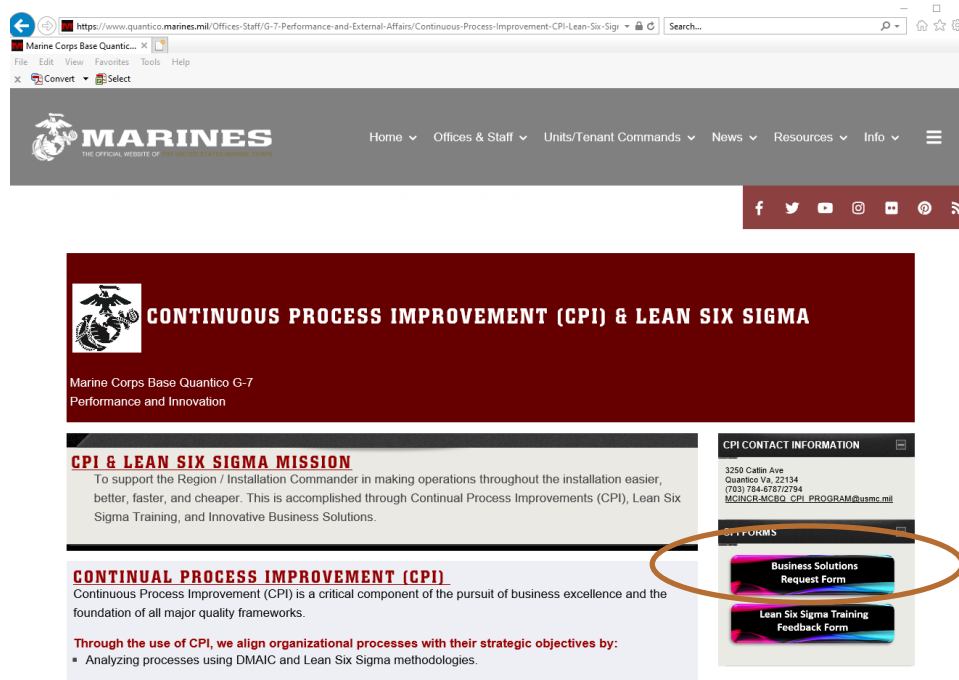 https://www.quantico.marines.mil/Offices-Staff/G-7-Performance-and-External-Affairs/Continuous-Process-Improvement-CPI-Lean-Six-Sigr
Search...
Marine Corps Base Quantic...
File Edit View Favorites Tools Help
x Convert Select
MARINES
THE OFFICIAL WEBSITE OF THE UNITED STATES MARINE CORPS
Home Offices & Staff Units/Tenant Commands News Resources Info
CONTINUOUS PROCESS IMPROVEMENT (CPI) & LEAN SIX SIGMA
Marine Corps Base Quantico G-7
Performance and Innovation
CPI & LEAN SIX SIGMA MISSION
To support the Region / Installation Commander in making operations throughout the installation easier,
better, faster, and cheaper. This is accomplished through Continual Process Improvements (CPI), Lean Six
Sigma Training, and Innovative Business Solutions.
CONTINUAL PROCESS IMPROVEMENT (CPI)
Continuous Process Improvement (CPI) is a critical component of the pursuit of business excellence and the
foundation of all major quality frameworks.
Through the use of CPI, we align organizational processes with their strategic objectives by:
Analyzing processes using DMAIC and Lean Six Sigma methodologies.
CPI CONTACT INFORMATION
3250 Catlin Ave
Quantico Va, 22134
(703) 784-6787/2794
MCINCR-MCBQ_CPI_PROGRAM@usmc.mil
CPI FORMS
Business Solutions
Request Form
Lean Six Sigma Training
Feedback Form